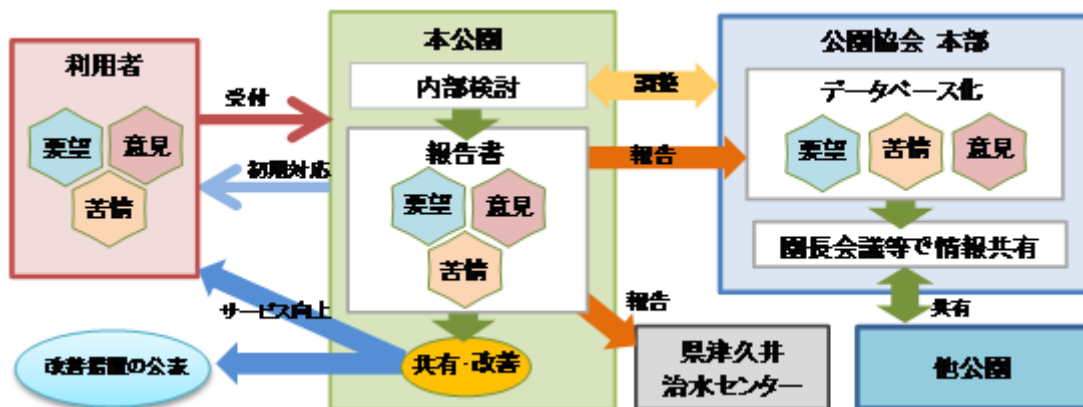 利用者
要望
意見
苦情
受付
初期対応
サービス向上
改善措置の公表
本公園
内部検討
報告書
要望
意見
苦情
共有・改善
調整
報告
報告
公園協会 本部
データベース化
要望
苦情
意見
園長会議等で情報共有
共有
県津久井
治水センター
他公園